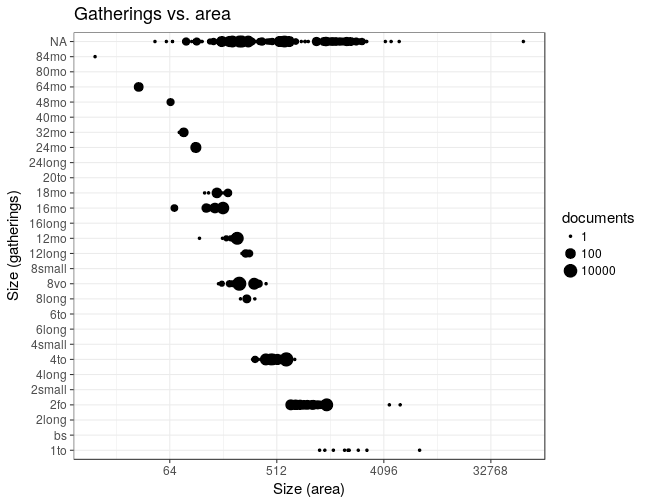 Gatherings vs. area
Size (gatherings)
NA
84mo
80mo
64mo
48mo
40mo
32mo
24mo
24long
20to
18mo
16mo
16long
12mo
12long
8small
8vo
8long
6to
6long
4small
4to
4long
2small
2fo
2long
bs
1to
64 512 4096 32768
Size (area)
documents
1
100
10000